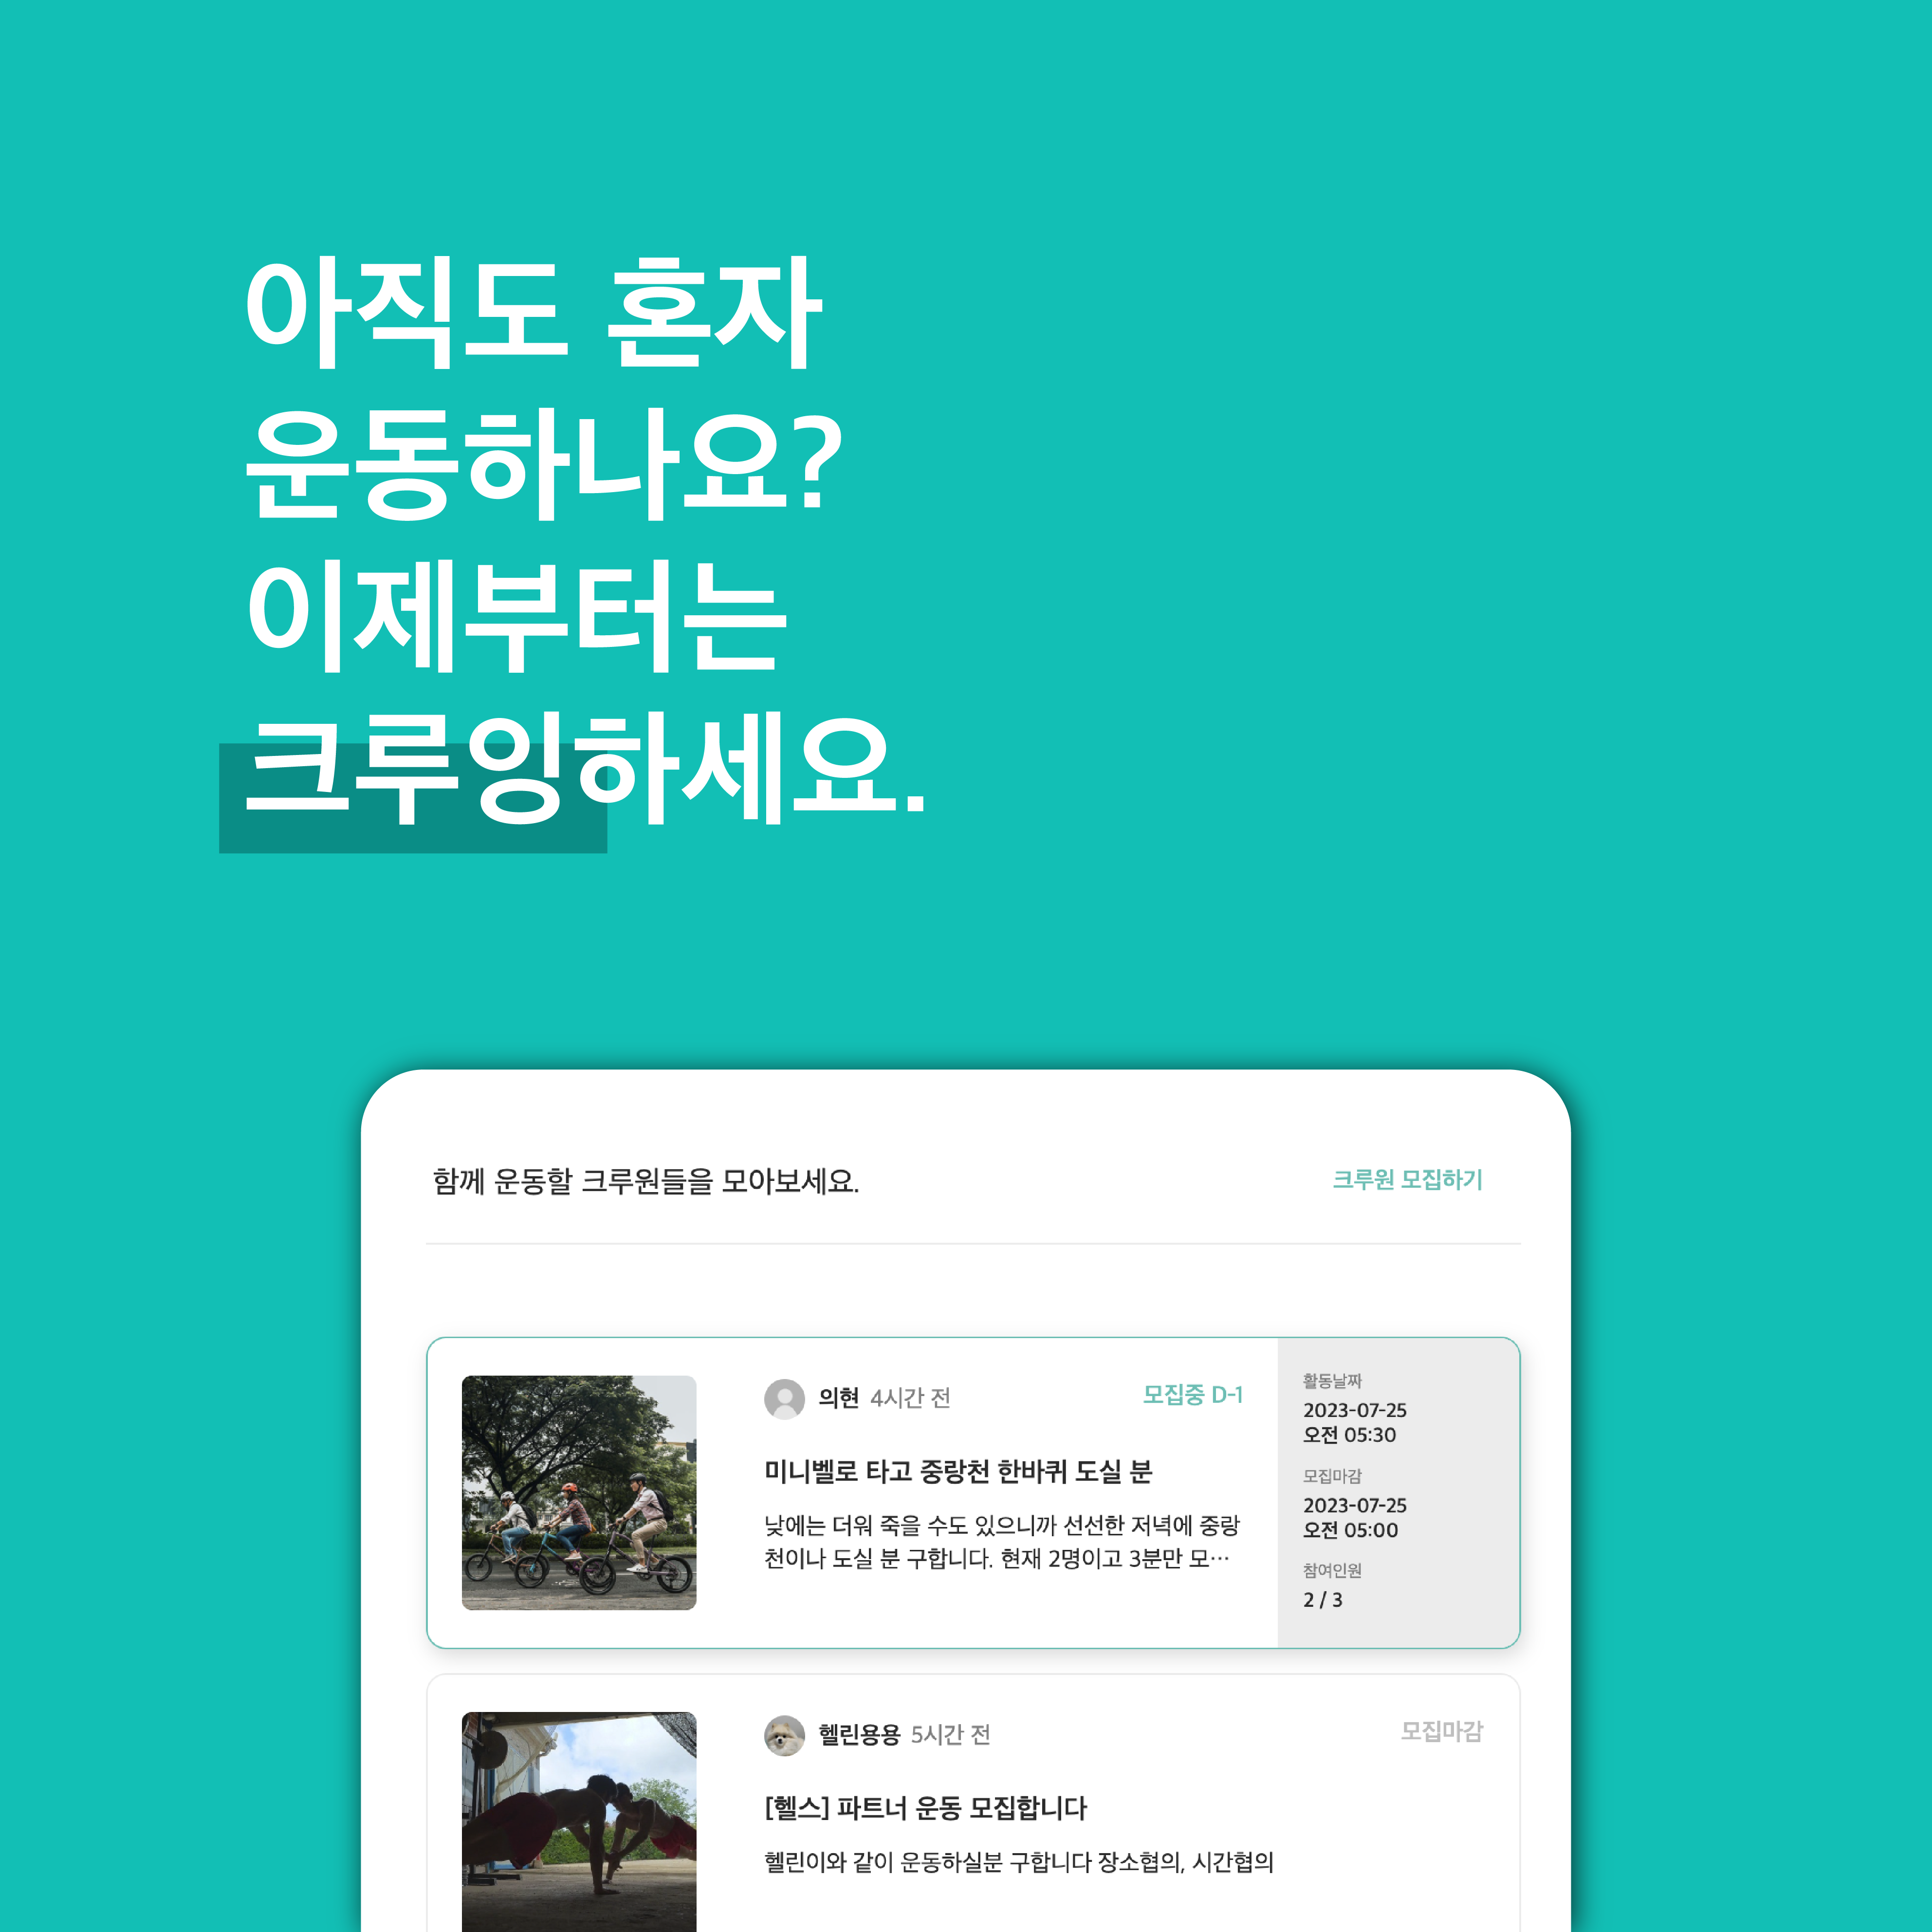 아직도 혼자
운동하나요?
이제부터는
크루잉하세요.
함께 운동할 크루원들을 모아보세요.
크루원 모집하기
의현 4시간 전
모집중 D-1
미니벨로 타고 중랑천 한바퀴 도실 분
낮에는 더워 죽을 수도 있으니까 선선한 저녁에 중랑
천이나 도실 분 구합니다. 현재 2명이고 3분만 모…
활동날짜
2023-07-25
오전 05:30
모집마감
2023-07-25
오전 05:00
참여인원
2 / 3
헬린용용 5시간 전
모집마감
[헬스] 파트너 운동 모집합니다
헬린이와 같이 운동하실분 구합니다 장소협의, 시간협의